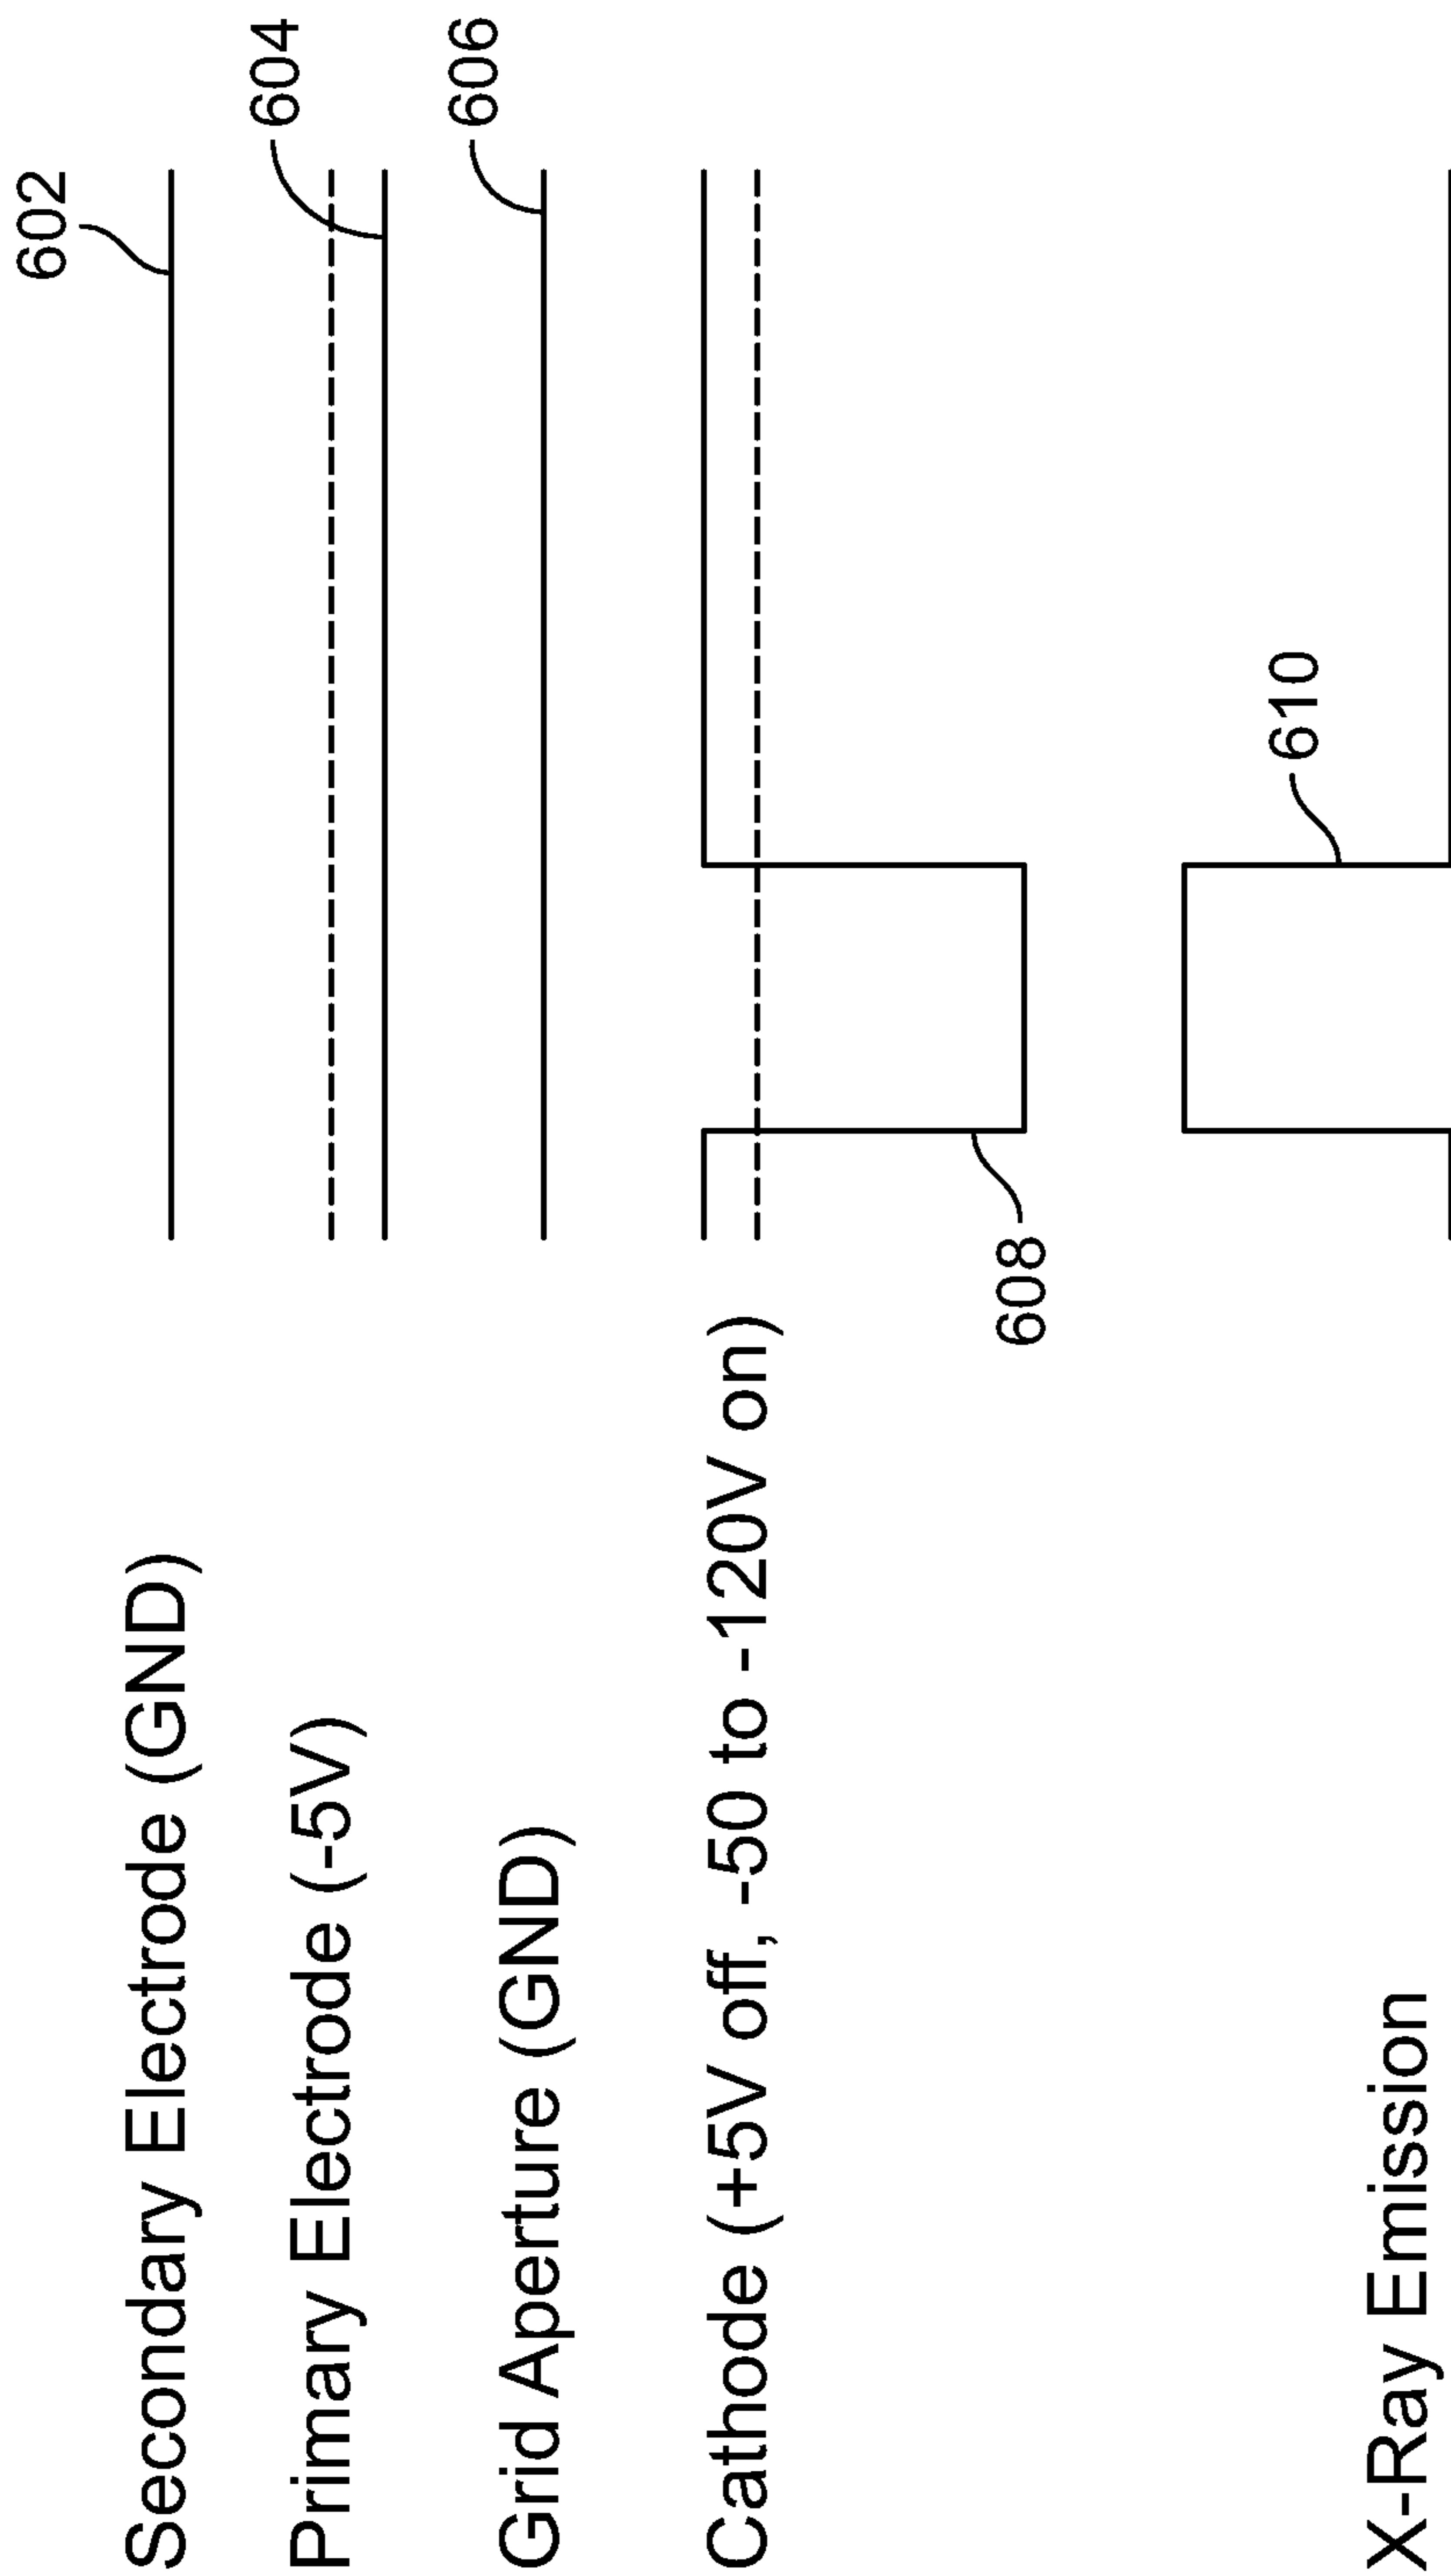 Secondary Electrode (GND)
602
Primary Electrode (-5V)
604
Grid Aperture (GND)
606
Cathode (+5V off, -50 to -120V on)
608
X-Ray Emission
610